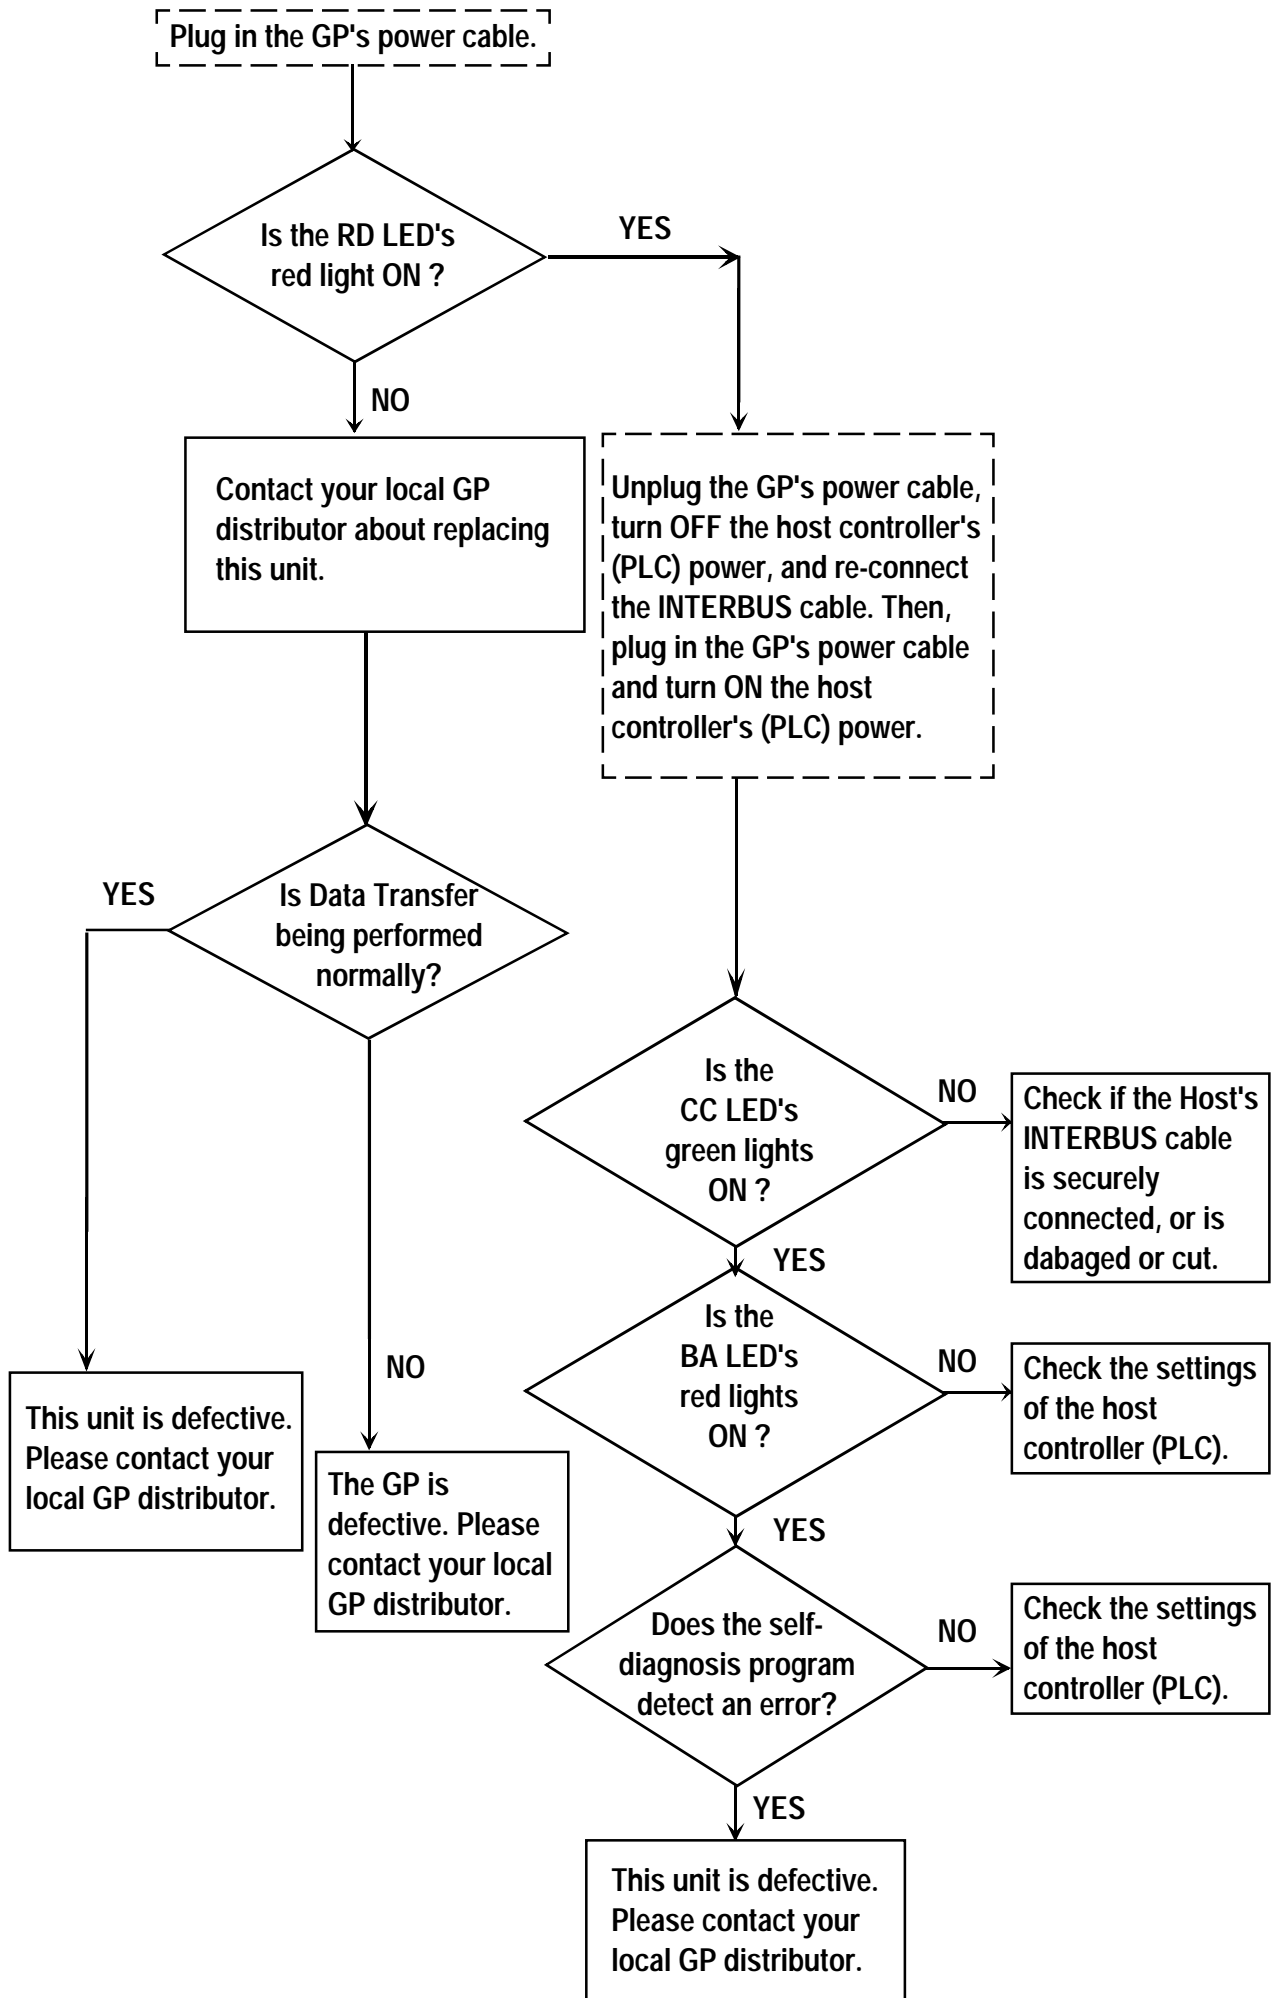 Plug in the GP's power cable.
Is the RD LED's
red light ON ?
YES
NO
Contact your local GP
distributor about replacing
this unit.
Unplug the GP's power cable,
turn OFF the host controller's
(PLC) power, and re-connect
the INTERBUS cable. Then,
plug in the GP's power cable
and turn ON the host
controller's (PLC) power.
YES
Is Data Transfer
being performed
normally?
Is the
CC LED's
green lights
ON ?
NO
Check if the Host's
INTERBUS cable
is securely
connected, or is
dabaged or cut.
YES
Is the
BA LED's
red lights
ON ?
NO
Check the settings
of the host
controller (PLC).
NO
This unit is defective.
Please contact your
local GP distributor.
The GP is
defective. Please
contact your local
GP distributor.
YES
Does the self-
diagnosis program
detect an error?
NO
Check the settings
of the host
controller (PLC).
YES
This unit is defective.
Please contact your
local GP distributor.